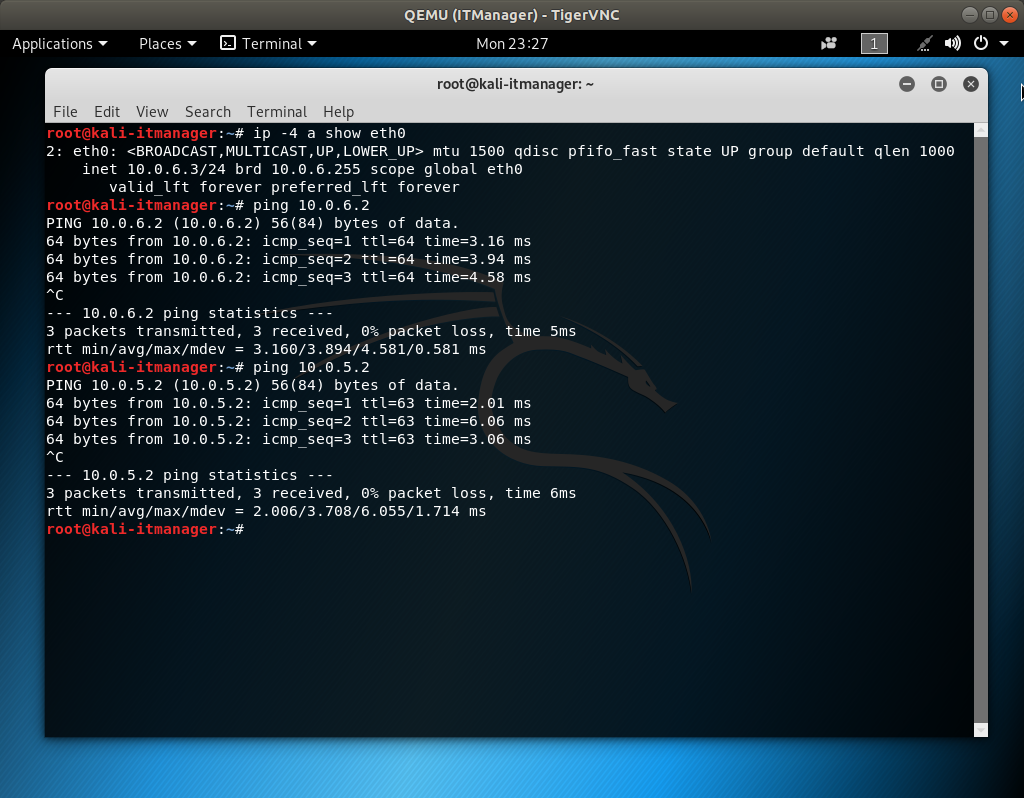 QEMU (ITManager) - TigerVNC
Applications Places Terminal Mon 23:27 1
root@kali-itmanager: ~
File Edit View Search Terminal Help
root@kali-itmanager:~# ip -4 a show eth0
2: eth0: <BROADCAST,MULTICAST,UP,LOWER_UP> mtu 1500 qdisc pfifo_fast state UP group default qlen 1000
    inet 10.0.6.3/24 brd 10.0.6.255 scope global eth0
       valid_lft forever preferred_lft forever
root@kali-itmanager:~# ping 10.0.6.2
PING 10.0.6.2 (10.0.6.2) 56(84) bytes of data.
64 bytes from 10.0.6.2: icmp_seq=1 ttl=64 time=3.16 ms
64 bytes from 10.0.6.2: icmp_seq=2 ttl=64 time=3.94 ms
64 bytes from 10.0.6.2: icmp_seq=3 ttl=64 time=4.58 ms
^C
--- 10.0.6.2 ping statistics ---
3 packets transmitted, 3 received, 0% packet loss, time 5ms
rtt min/avg/max/mdev = 3.160/3.894/4.581/0.581 ms
root@kali-itmanager:~# ping 10.0.5.2
PING 10.0.5.2 (10.0.5.2) 56(84) bytes of data.
64 bytes from 10.0.5.2: icmp_seq=1 ttl=63 time=2.01 ms
64 bytes from 10.0.5.2: icmp_seq=2 ttl=63 time=6.06 ms
64 bytes from 10.0.5.2: icmp_seq=3 ttl=63 time=3.06 ms
^C
--- 10.0.5.2 ping statistics ---
3 packets transmitted, 3 received, 0% packet loss, time 6ms
rtt min/avg/max/mdev = 2.006/3.708/6.055/1.714 ms
root@kali-itmanager:~#